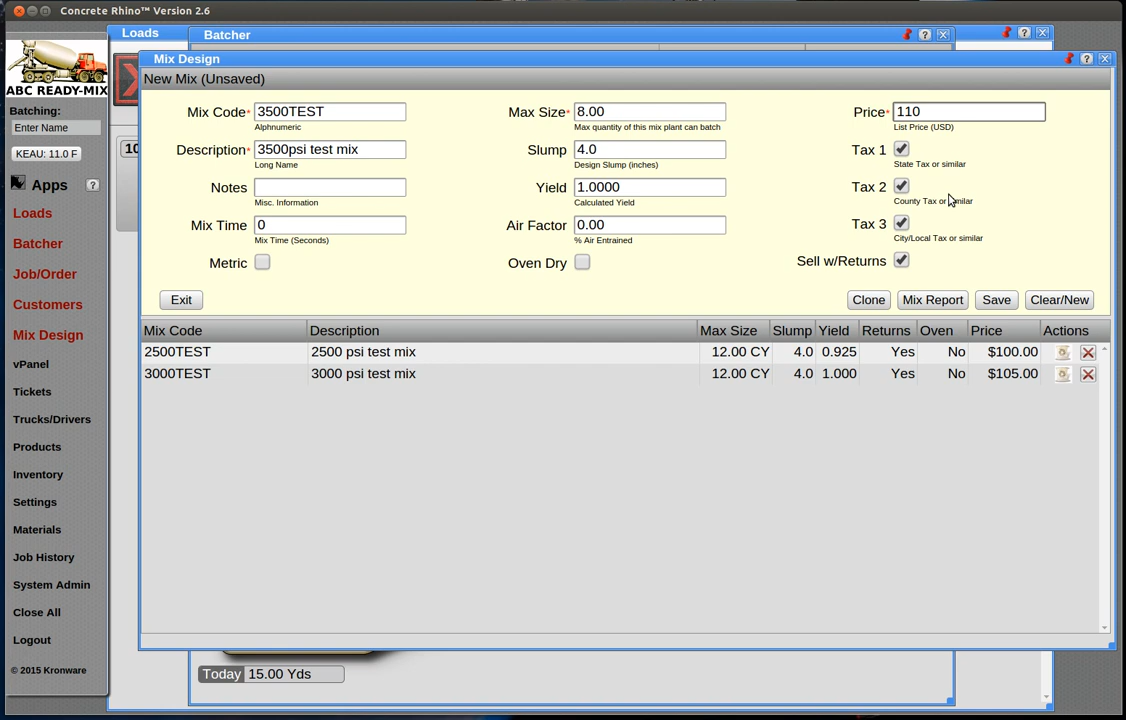 Concrete Rhino™ Version 2.6
Loads
Batcher
?
?
Mix Design
?
ABC READY-MIX
Batching:
Enter Name
KEAU: 11.0 F
Apps
?
Loads
Batcher
Job/Order
Customers
Mix Design
vPanel
Tickets
Trucks/Drivers
Products
Inventory
Settings
Materials
Job History
System Admin
Close All
Logout
© 2015 Kronware
10
New Mix (Unsaved)
Mix Code* 3500TEST
Alphnumeric
Description* 3500psi test mix
Long Name
Notes
Misc. Information
Mix Time 0
Mix Time (Seconds)
Metric
Max Size* 8.00
Max quantity of this mix plant can batch
Slump 4.0
Design Slump (inches)
Yield 1.0000
Calculated Yield
Air Factor 0.00
% Air Entrained
Oven Dry
Price* 110
List Price (USD)
Tax 1
State Tax or similar
Tax 2
County Tax or similar
Tax 3
City/Local Tax or similar
Sell w/Returns
Exit Clone Mix Report Save Clear/New
Mix Code Description Max Size Slump Yield Returns Oven Price Actions
2500TEST 2500 psi test mix 12.00 CY 4.0 0.925 Yes No $100.00
3000TEST 3000 psi test mix 12.00 CY 4.0 1.000 Yes No $105.00
Today 15.00 Yds